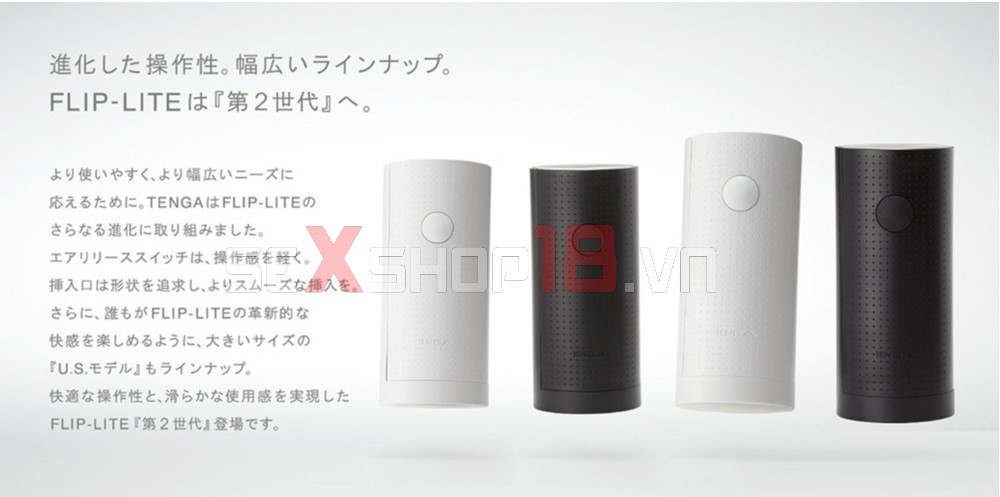 進化した操作性。幅広いラインナップ。
FLIP-LITEは『第2世代』へ。
より使いやすく、より幅広いニーズに
応えるために。TENGAはFLIP-LITEの
さらなる進化に取り組みました。
エアリリーススイッチは、操作感を軽く。
挿入口は形状を追求し、よりスムーズな挿入を。
さらに、誰もがFLIP-LITEの革新的な
快感を楽しめるように、大きいサイズの
『U.S.モデル』もラインナップ。
快適な操作性と、滑らかな使用感を実現した
FLIP-LITE『第2世代』登場です。
seXshop18.vn
TENGA
TENGA
TENGA
TENGA